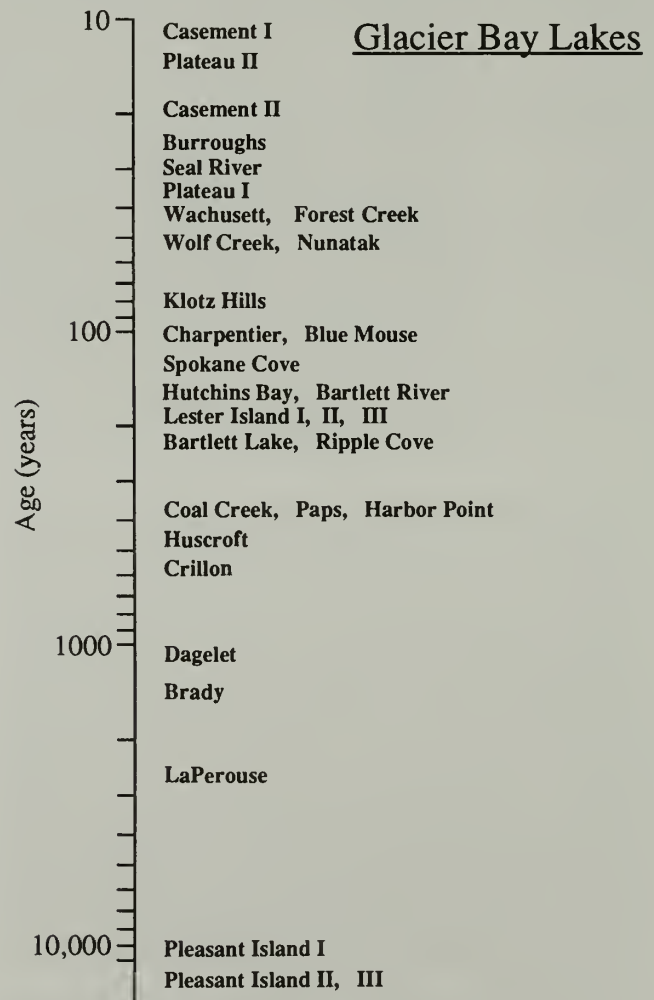 Glacier Bay Lakes
Age (years)
10
Casement I
Plateau II
Casement II
Burroughs
Seal River
Plateau I
Wachusett, Forest Creek
Wolf Creek, Nunatak
Klotz Hills
100
Charpentier, Blue Mouse
Spokane Cove
Hutchins Bay, Bartlett River
Lester Island I, II, III
Bartlett Lake, Ripple Cove
Coal Creek, Paps, Harbor Point
Huscroft
Crillon
1000
Dagelet
Brady
LaPerouse
10,000
Pleasant Island I
Pleasant Island II, III